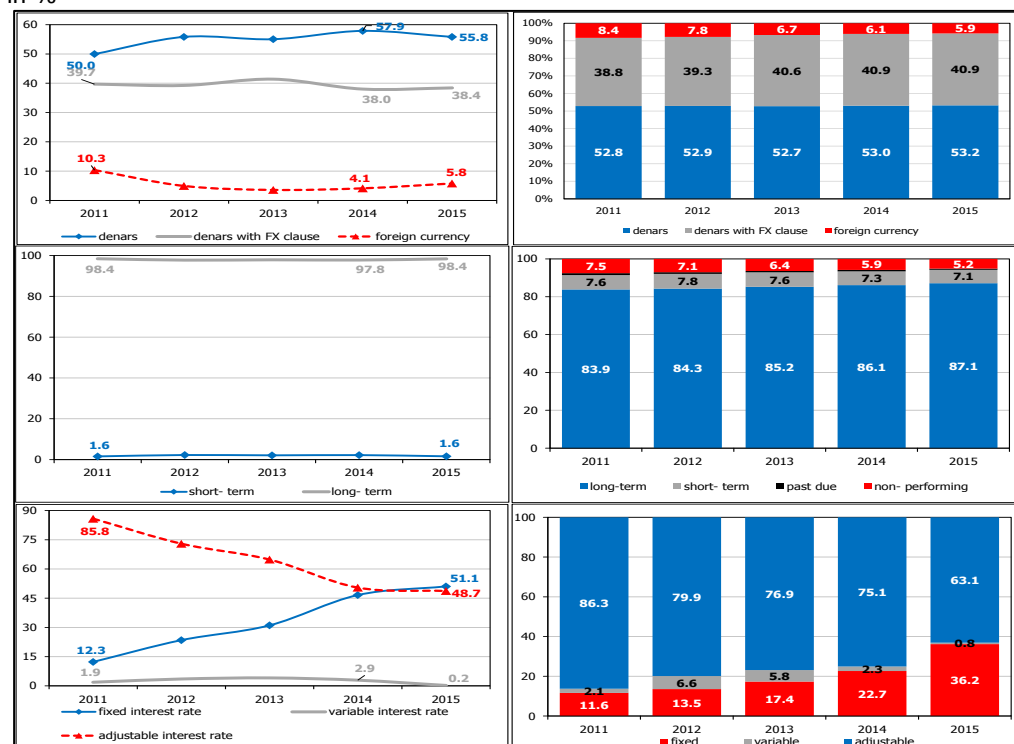 60
50
40
30
20
10
0
50.0
39.7
10.3
57.9
38.0
4.1
55.8
38.4
5.8
2011 2012 2013 2014 2015
denars denars with FX clause foreign currency
100%
90%
80%
70%
60%
50%
40%
30%
20%
10%
0%
8.4 7.8 6.7 6.1 5.9
38.8 39.3 40.6 40.9 40.9
52.8 52.9 52.7 53.0 53.2
2011 2012 2013 2014 2015
denars denars with FX clause foreign currency
100
80
60
40
20
0
98.4 97.8 98.4
1.6 1.6
2011 2012 2013 2014 2015
short- term long- term
100
80
60
40
20
0
7.5 7.1 6.4 5.9 5.2
7.6 7.8 7.6 7.3 7.1
83.9 84.3 85.2 86.1 87.1
2011 2012 2013 2014 2015
long-term short- term past due non- performing
90
75
60
45
30
15
0
85.8
12.3
1.9
2.9
51.1
48.7
0.2
2011 2012 2013 2014 2015
fixed interest rate variable interest rate
adjustable interest rate
100
80
60
40
20
0
86.3 79.9 76.9 75.1 63.1
2.1 6.6 5.8 2.3 0.8
11.6 13.5 17.4 22.7 36.2
2011 2012 2013 2014 2015
fixed variable adjustable